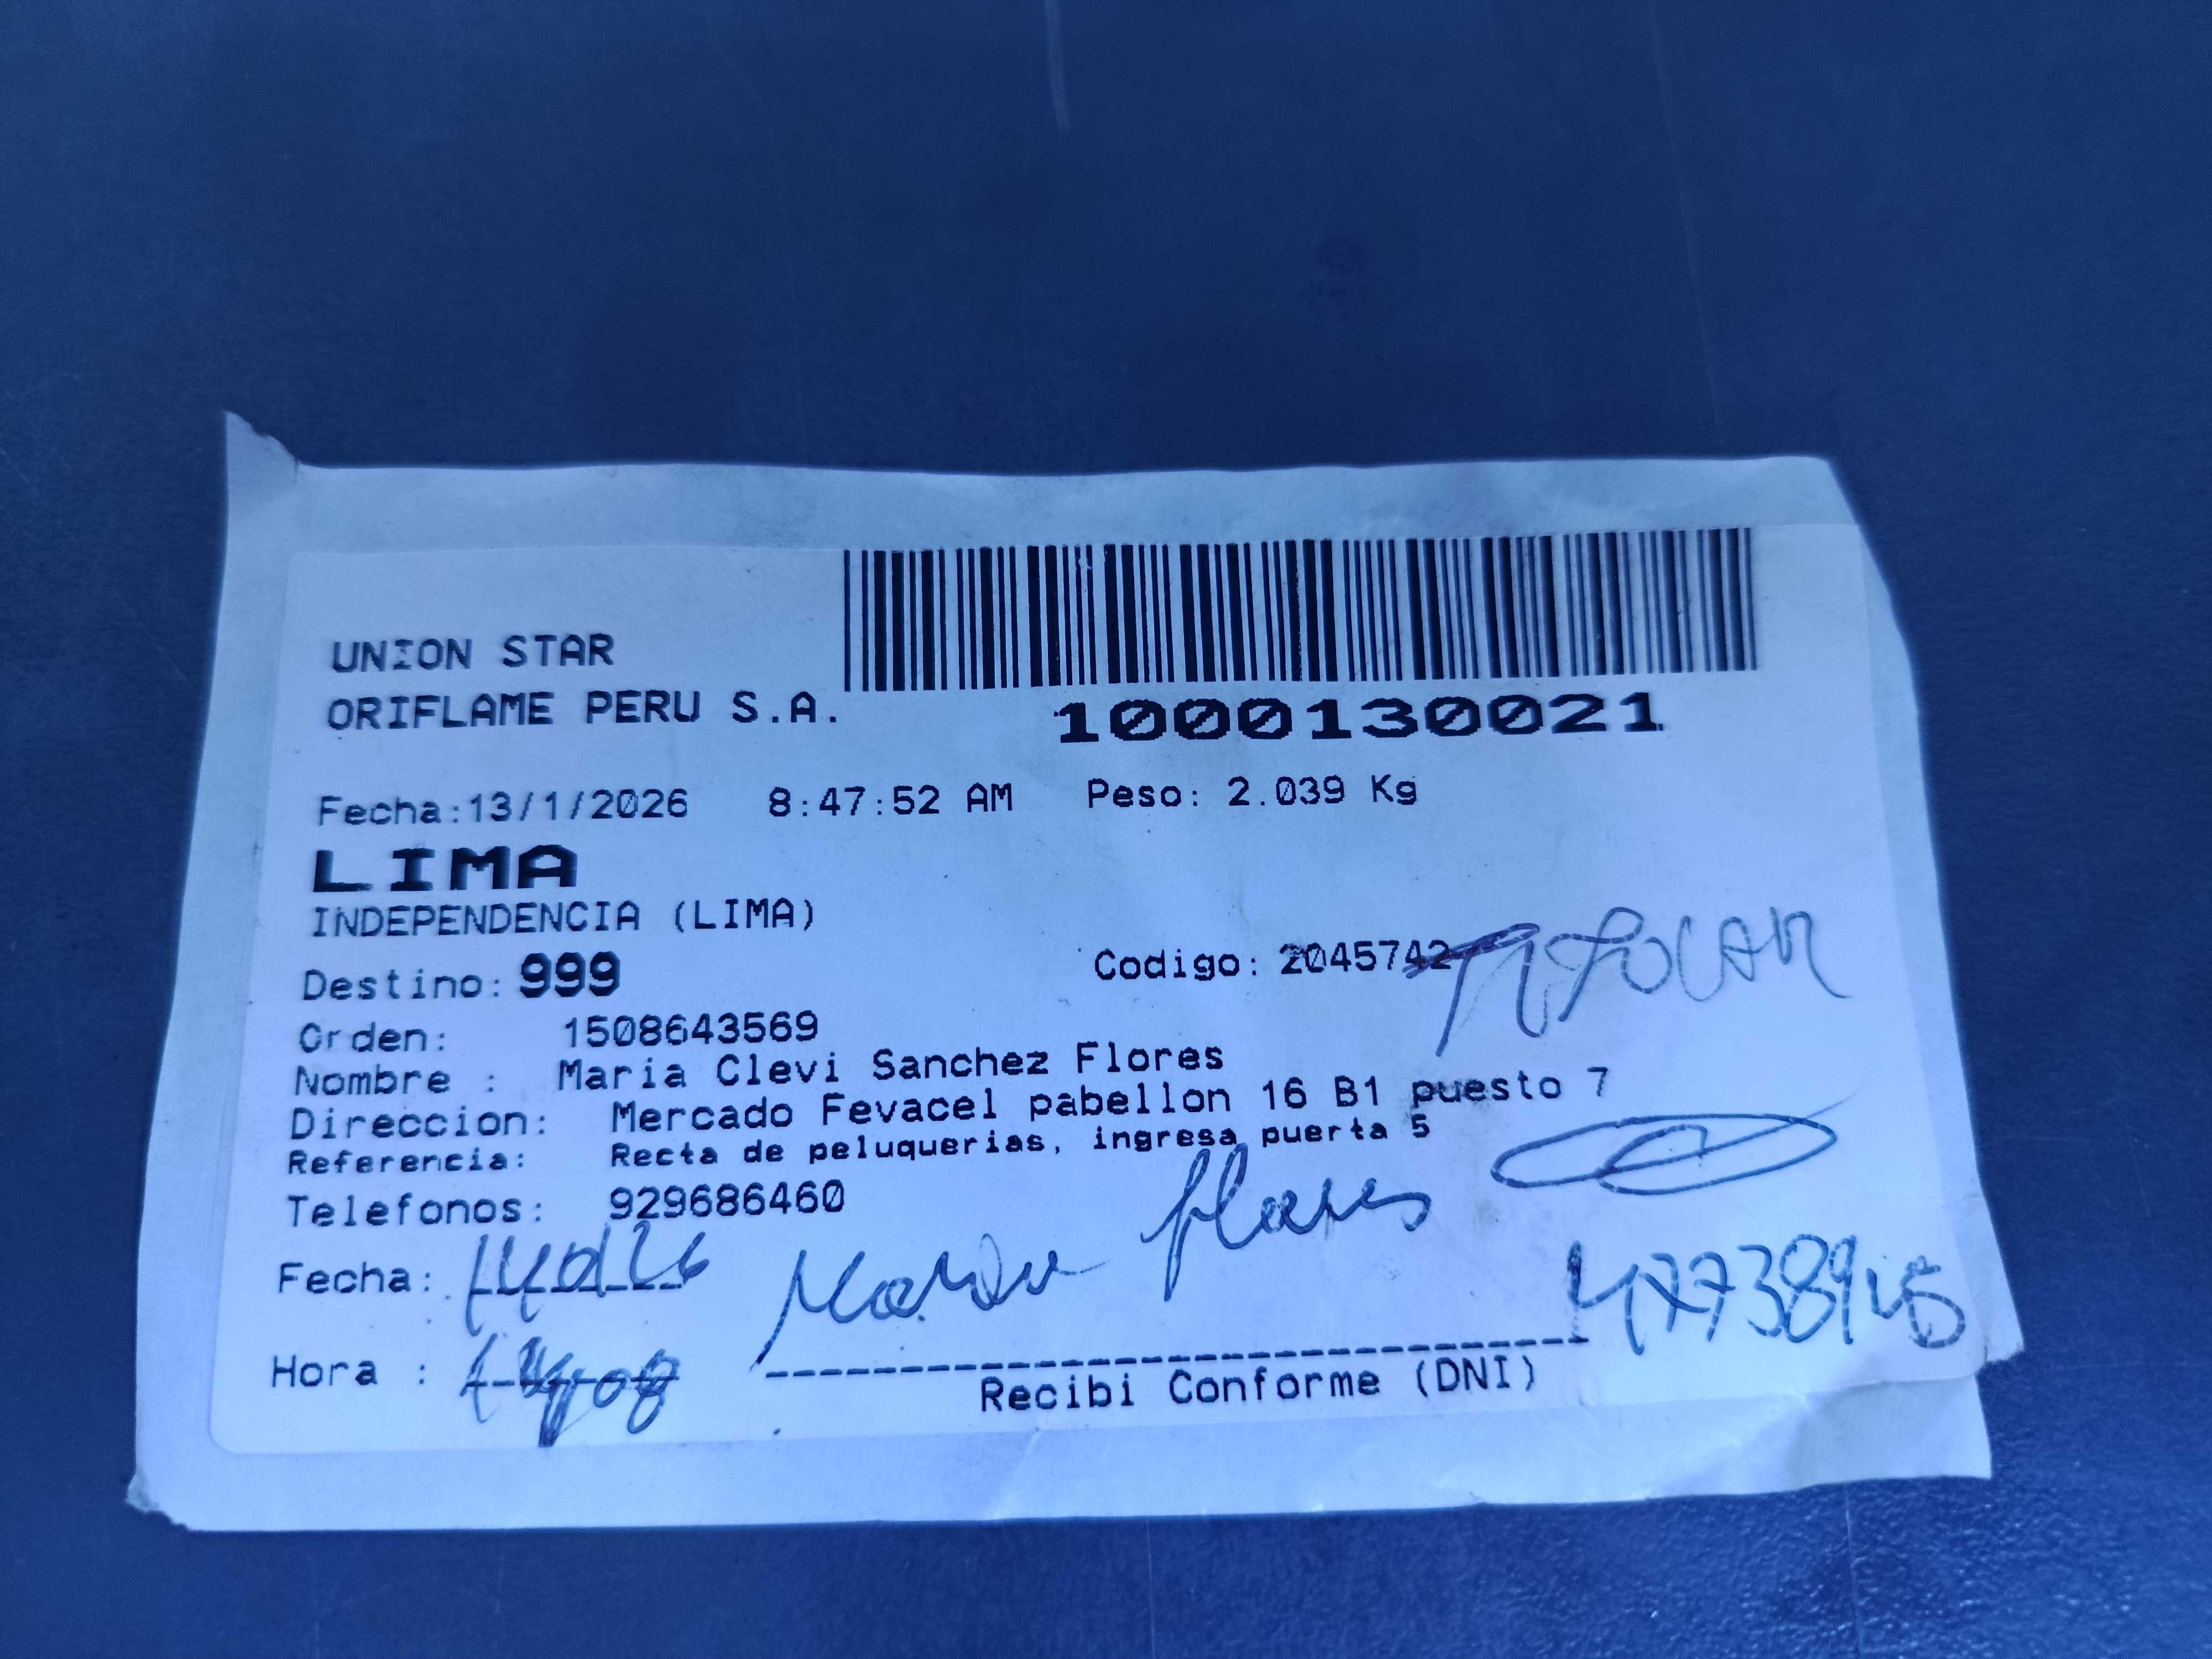 UNION STAR
ORIFLAME PERU S.A.
1000130021
Fecha:13/1/2026 8:47:52 AM Peso: 2.039 Kg
LIMA
INDEPENDENCIA (LIMA)
Destino: 999 Codigo: 2045742
Orden: 1508643569
Nombre : Maria Clevi Sanchez Flores
Direccion: Mercado Fevacel pabellon 16 B1 puesto 7
Referencia: Recta de peluquerias, ingresa puerta 5
Telefonos: 929686460
Fecha: Maria flores
Hora :
Recibi Conforme (DNI)